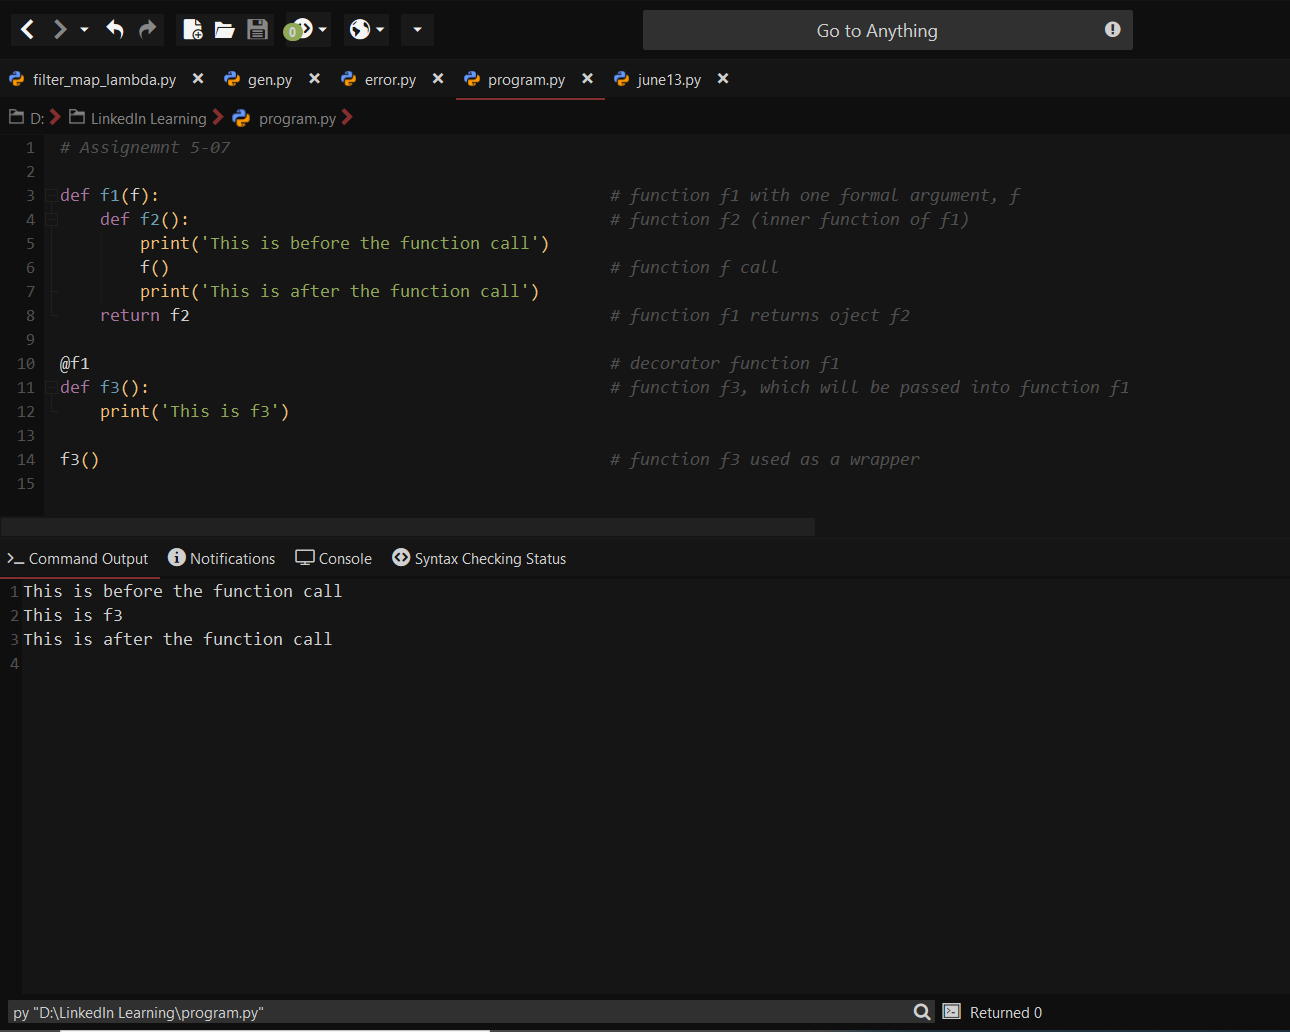 0
Go to Anything
filter_map_lambda.py gen.py error.py program.py june13.py
D: LinkedIn Learning program.py
1 # Assignemnt 5-07
2
3 def f1(f): # function f1 with one formal argument, f
4 def f2(): # function f2 (inner function of f1)
5 print('This is before the function call')
6 f() # function f call
7 print('This is after the function call')
8 return f2 # function f1 returns oject f2
9
10 @f1 # decorator function f1
11 def f3(): # function f3, which will be passed into function f1
12 print('This is f3')
13
14 f3() # function f3 used as a wrapper
15
Command Output Notifications Console Syntax Checking Status
1 This is before the function call
2 This is f3
3 This is after the function call
4
py "D:\LinkedIn Learning\program.py" Returned 0